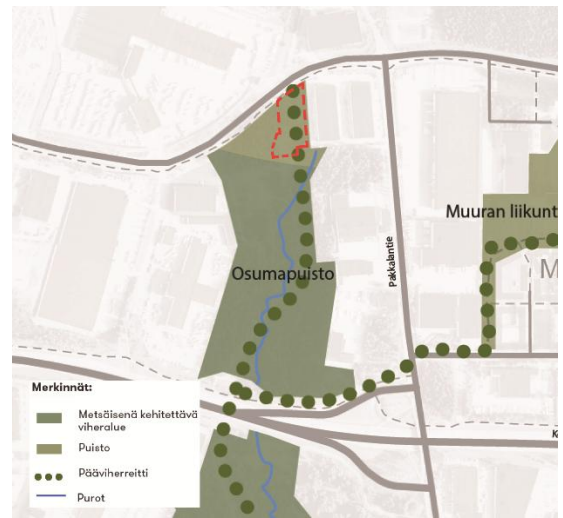 Muuran liikunt
M
Osumapuisto
Pakkalantie
Merkinnät:
Metsäisenä kehitettävä
viheralue
Puisto
Pääviherreitti
Purot
K